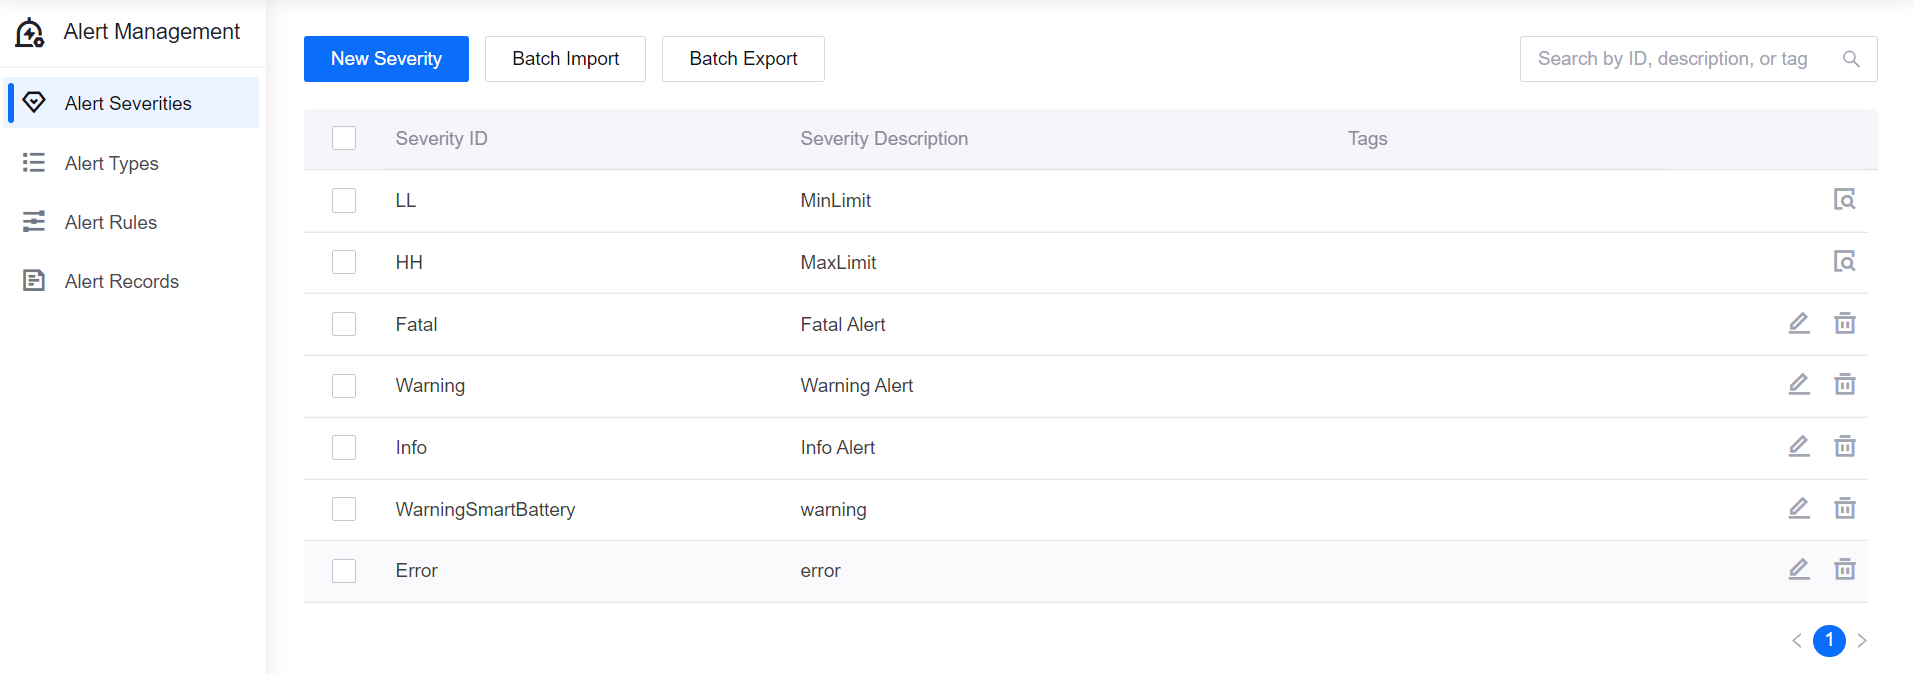 Alert Management
Alert Severities
Alert Types
Alert Rules
Alert Records
New Severity Batch Import Batch Export Search by ID, description, or tag
Severity ID Severity Description Tags
LL MinLimit
HH MaxLimit
Fatal Fatal Alert
Warning Warning Alert
Info Info Alert
WarningSmartBattery warning
Error error
1